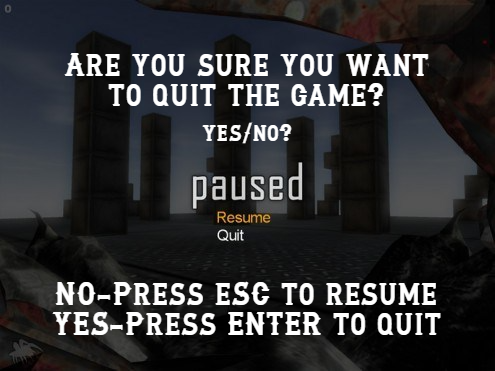 0
Are you sure you want
to quit the game?
yes/no?
paused
Resume
Quit
NO-Press ESC to resume
YES-Press ENTER to quit